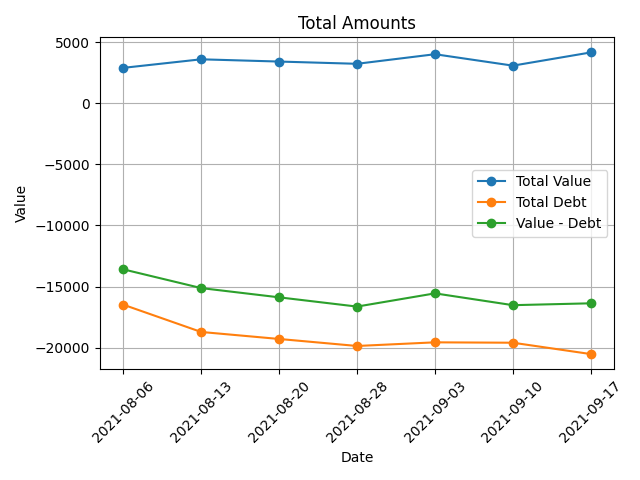 Total Amounts
5000
0
−5000
−10000
−15000
−20000
Value
Total Value
Total Debt
Value - Debt
2021-08-06
2021-08-13
2021-08-20
2021-08-28
2021-09-03
2021-09-10
2021-09-17
Date